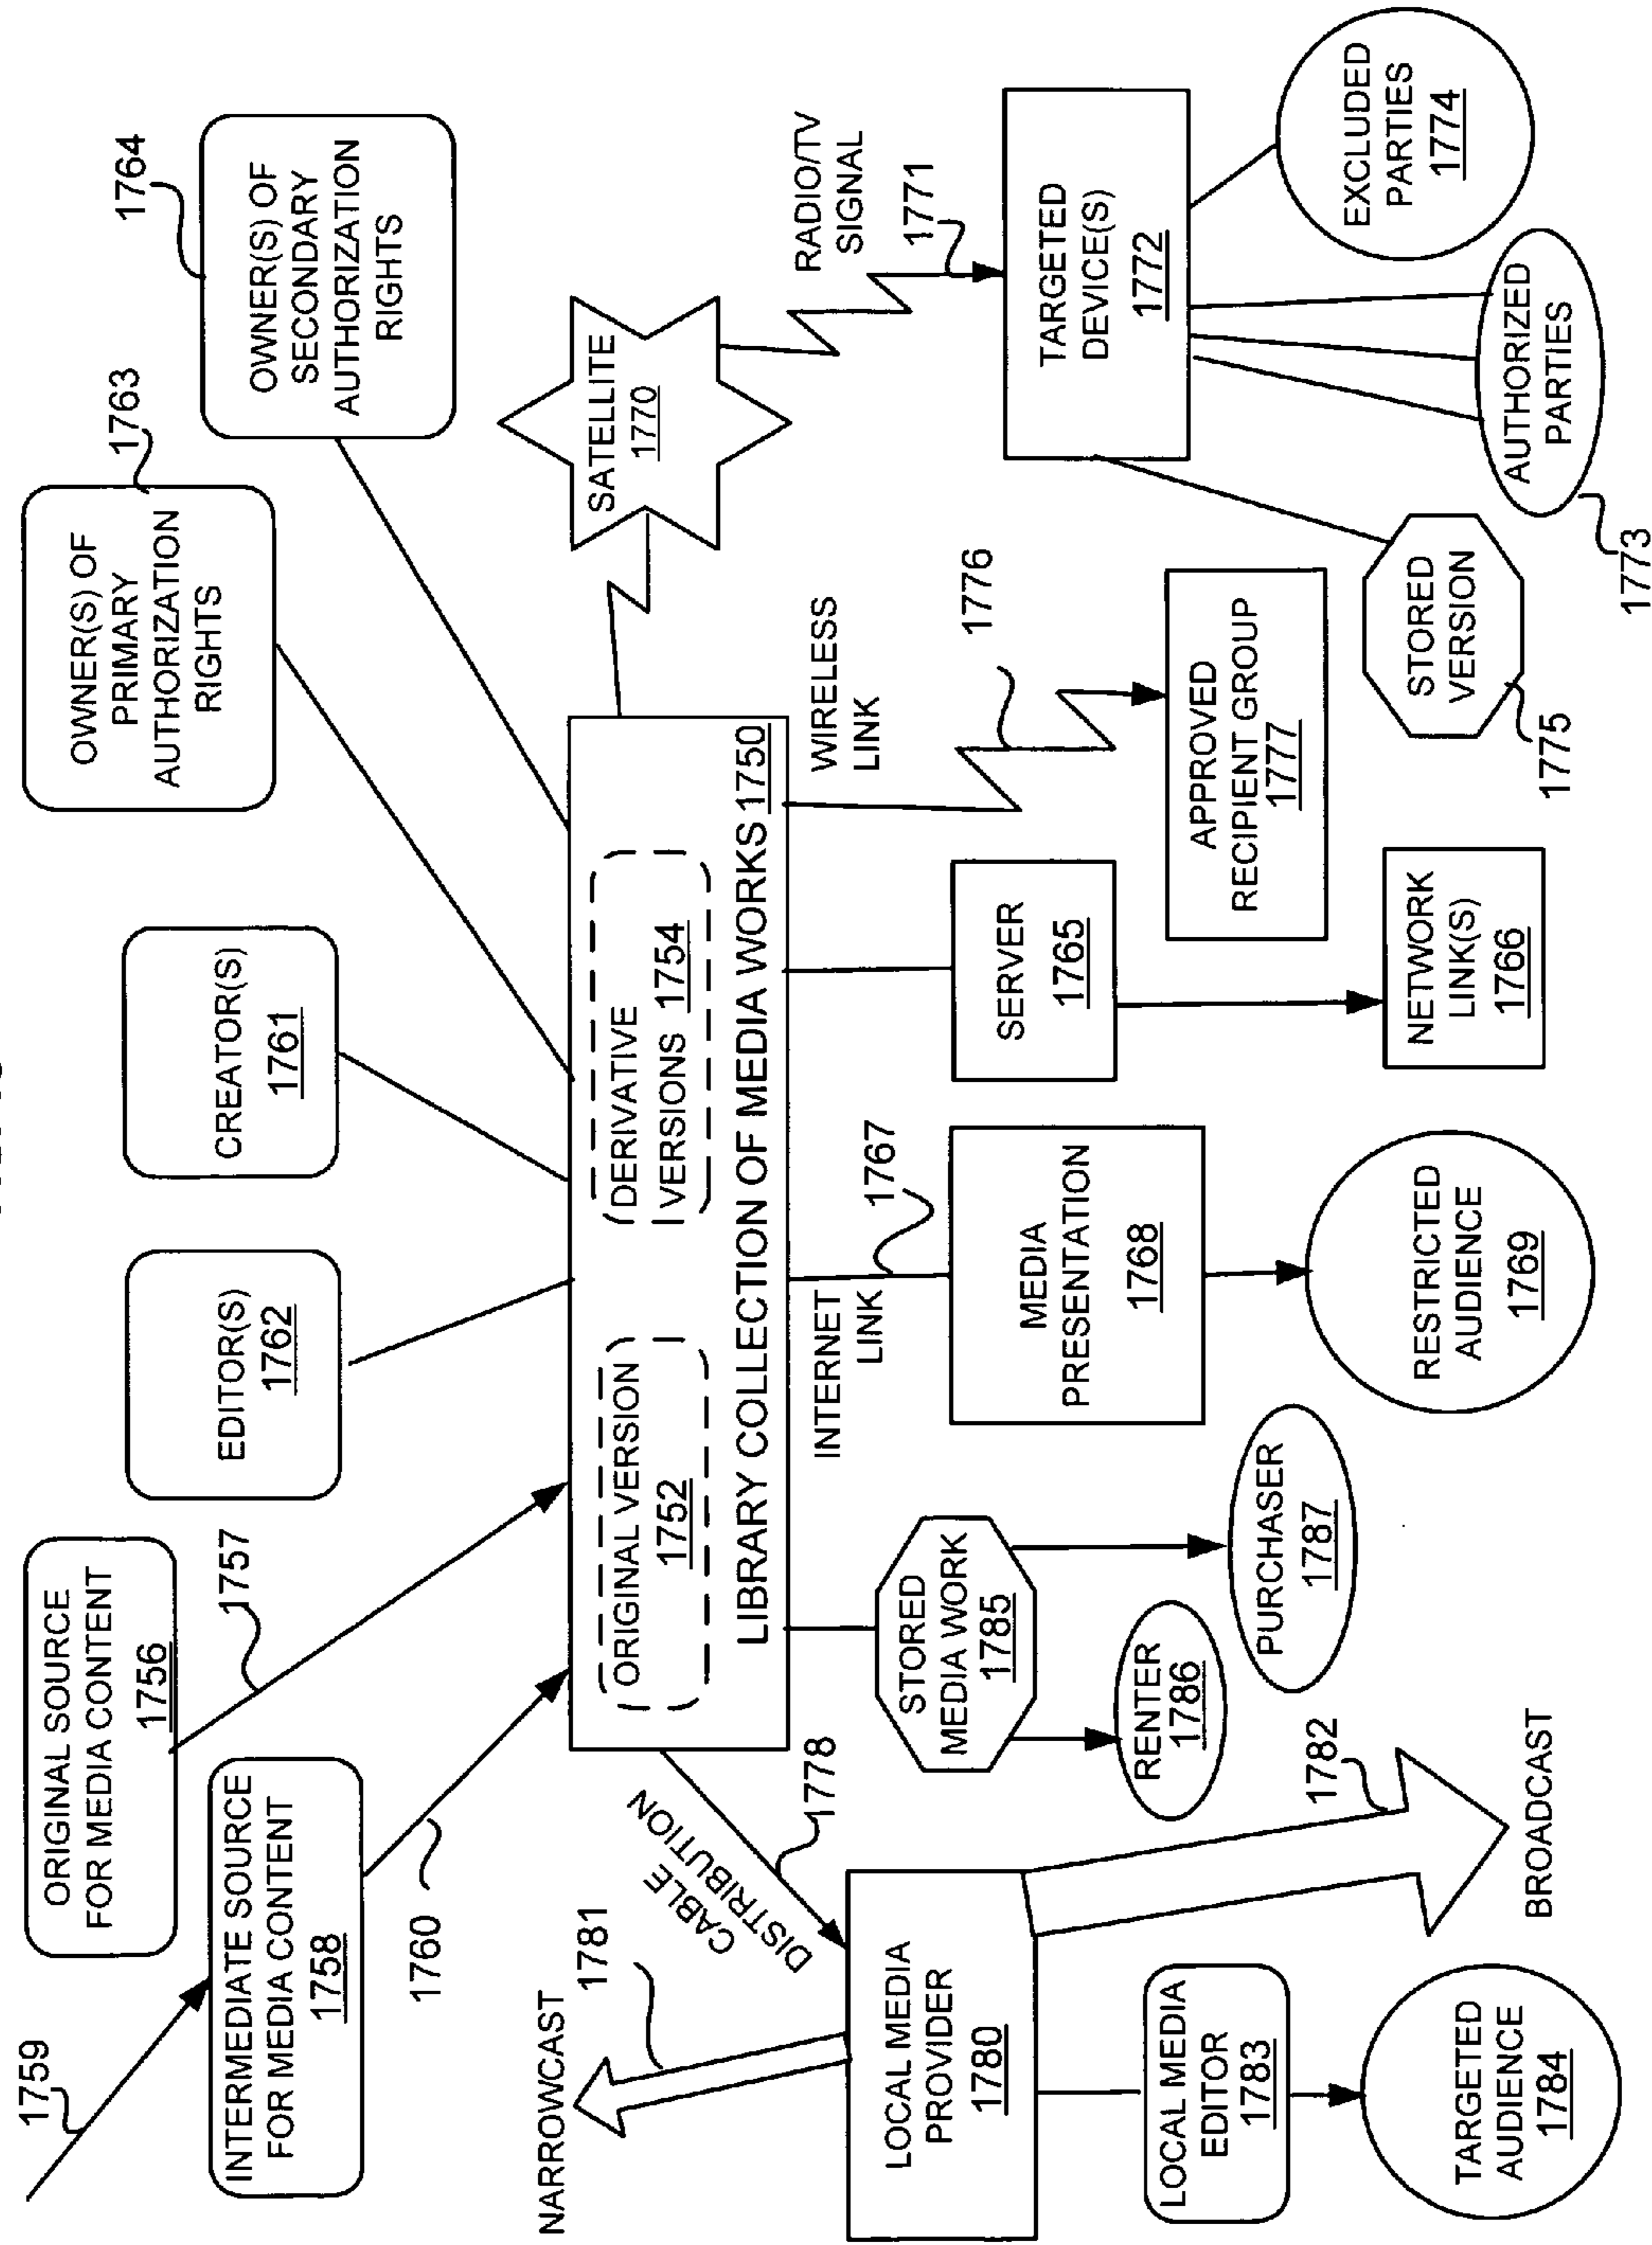 1759
ORIGINAL SOURCE
FOR MEDIA CONTENT
1756
1757
INTERMEDIATE SOURCE
FOR MEDIA CONTENT
1758
1760
EDITOR(S)
1762
CREATOR(S)
1761
OWNER(S) OF
PRIMARY
AUTHORIZATION
RIGHTS
1763
OWNER(S) OF
SECONDARY
AUTHORIZATION
RIGHTS
1764
ORIGINAL VERSION
1752
DERIVATIVE
VERSIONS 1754
LIBRARY COLLECTION OF MEDIA WORKS 1750
SATELLITE
1770
RADIO/TV
SIGNAL
1771
NARROWCAST
1781
CABLE
DISTRIBUTION
1778
INTERNET
LINK
1767
WIRELESS
LINK
1776
LOCAL MEDIA
PROVIDER
1780
STORED
MEDIA WORK
1785
MEDIA
PRESENTATION
1768
SERVER
1765
APPROVED
RECIPIENT GROUP
1777
TARGETED
DEVICE(S)
1772
LOCAL MEDIA
EDITOR
1783
RENTER
1786
PURCHASER
1787
1782
BROADCAST
TARGETED
AUDIENCE
1784
RESTRICTED
AUDIENCE
1769
NETWORK
LINK(S)
1766
STORED
VERSION
1775
AUTHORIZED
PARTIES
1773
EXCLUDED
PARTIES
1774